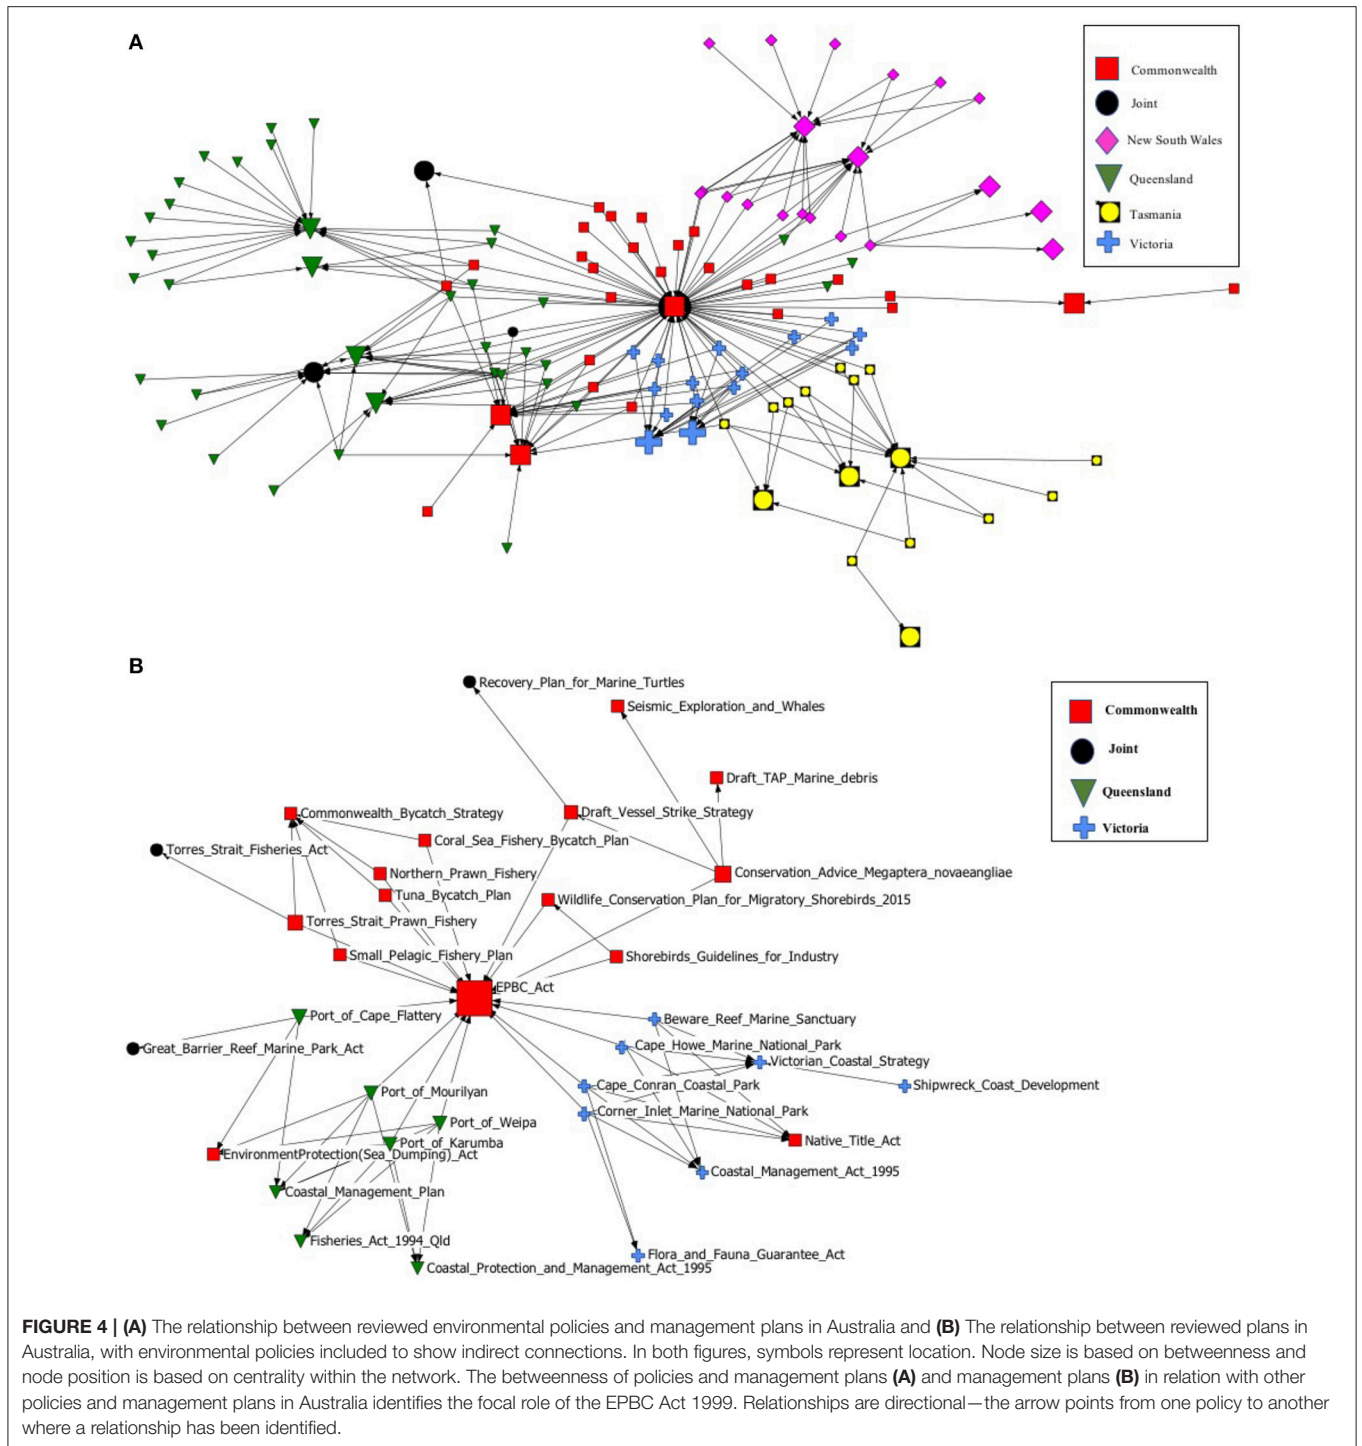 A
Commonwealth
Joint
New South Wales
Queensland
Tasmania
Victoria
B
Recovery_Plan_for_Marine_Turtles
Seismic_Exploration_and_Whales
Commonwealth
Joint
Queensland
Victoria
Draft_TAP_Marine_debris
Commonwealth_Bycatch_Strategy
Draft_Vessel_Strike_Strategy
Coral_Sea_Fishery_Bycatch_Plan
Torres_Strait_Fisheries_Act
Northern_Prawn_Fishery
Conservation_Advice_Megaptera_novaeangliae
Tuna_Bycatch_Plan
Wildlife_Conservation_Plan_for_Migratory_Shorebirds_2015
Torres_Strait_Prawn_Fishery
Small_Pelagic_Fishery_Plan
Shorebirds_Guidelines_for_Industry
EPBC_Act
Port_of_Cape_Flattery
Beware_Reef_Marine_Sanctuary
Great_Barrier_Reef_Marine_Park_Act
Cape_Howe_Marine_National_Park
Victorian_Coastal_Strategy
Port_of_Mourilyan
Cape_Conran_Coastal_Park
Shipwreck_Coast_Development
Corner_Inlet_Marine_National_Park
Port_of_Weipa
Port_of_Karumba
Native_Title_Act
EnvironmentProtection(Sea_Dumping)_Act
Coastal_Management_Act_1995
Coastal_Management_Plan
Fisheries_Act_1994_Qld
Flora_and_Fauna_Guarantee_Act
Coastal_Protection_and_Management_Act_1995
FIGURE 4 | (A) The relationship between reviewed environmental policies and management plans in Australia and (B) The relationship between reviewed plans in
Australia, with environmental policies included to show indirect connections. In both figures, symbols represent location. Node size is based on betweenness and
node position is based on centrality within the network. The betweenness of policies and management plans (A) and management plans (B) in relation with other
policies and management plans in Australia identifies the focal role of the EPBC Act 1999. Relationships are directional—the arrow points from one policy to another
where a relationship has been identified.